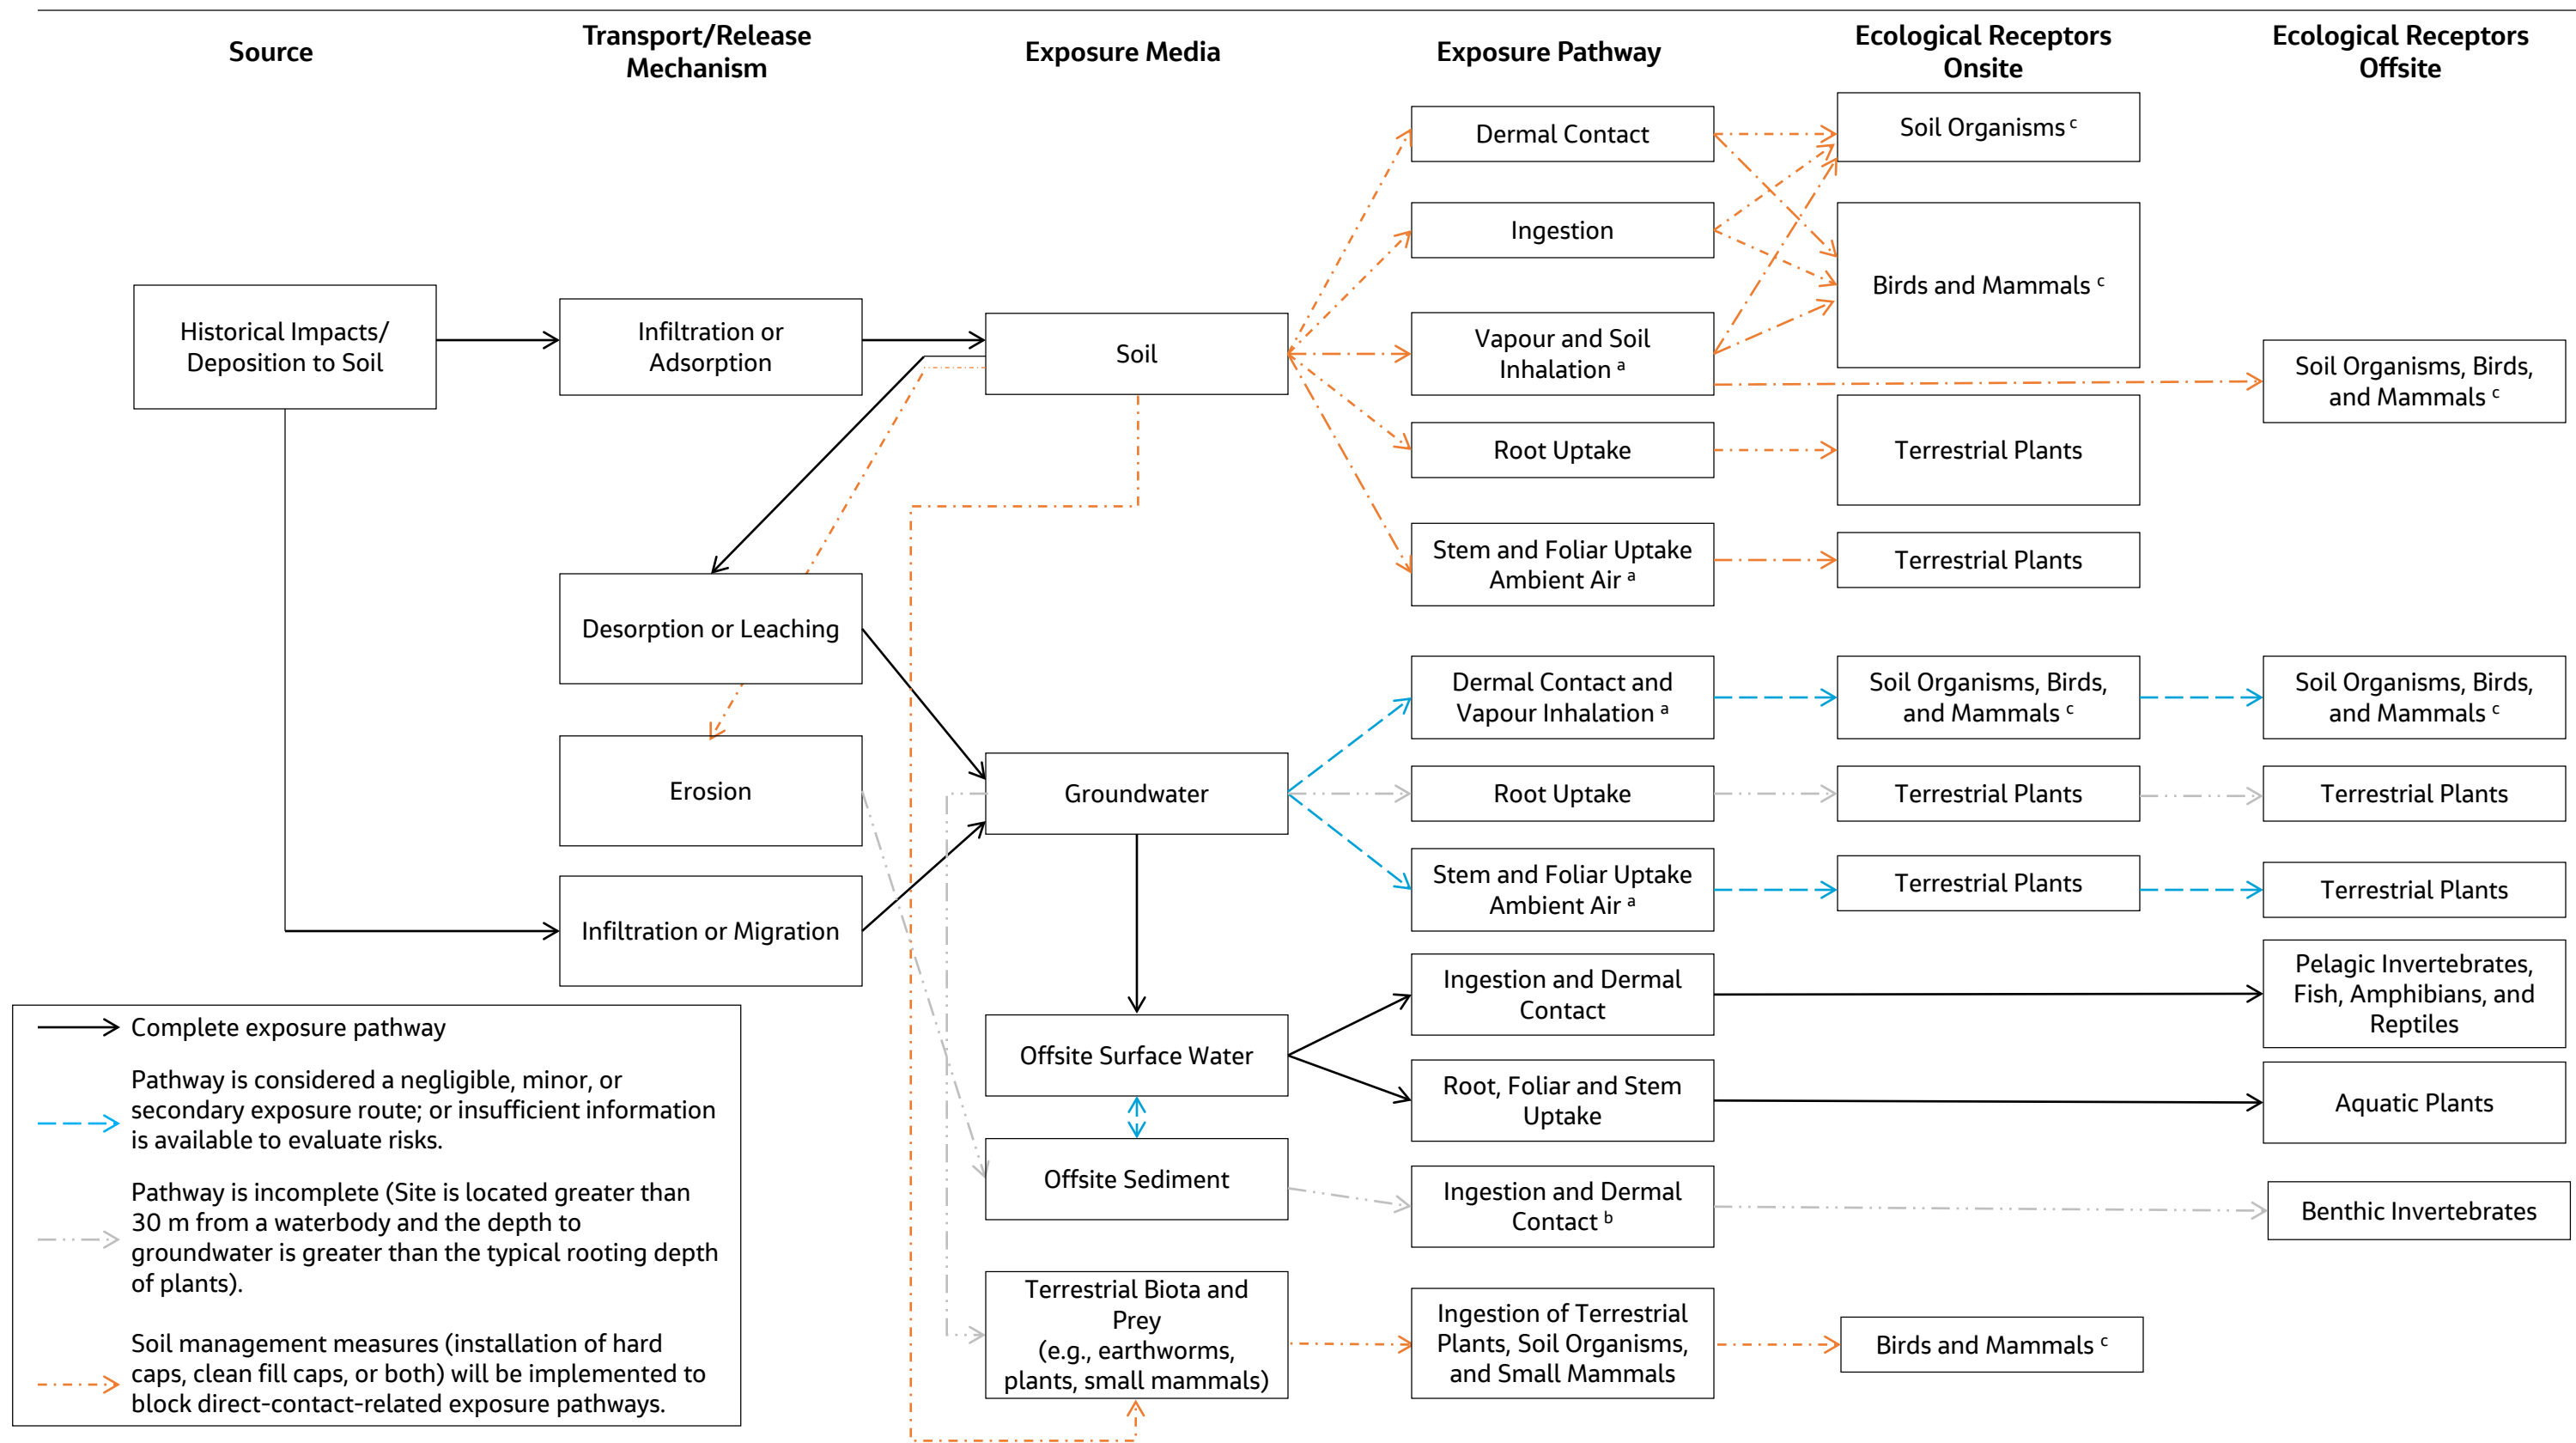 Source
Transport/Release
Mechanism
Exposure Media
Exposure Pathway
Ecological Receptors
Onsite
Ecological Receptors
Offsite
Historical Impacts/
Deposition to Soil
Infiltration or
Adsorption
Desorption or Leaching
Erosion
Infiltration or Migration
Soil
Groundwater
Offsite Surface Water
Offsite Sediment
Terrestrial Biota and
Prey
(e.g., earthworms,
plants, small mammals)
Dermal Contact
Ingestion
Vapour and Soil
Inhalation a
Root Uptake
Stem and Foliar Uptake
Ambient Air a
Dermal Contact and
Vapour Inhalation a
Root Uptake
Stem and Foliar Uptake
Ambient Air a
Ingestion and Dermal
Contact
Root, Foliar and Stem
Uptake
Ingestion and Dermal
Contact b
Ingestion of Terrestrial
Plants, Soil Organisms,
and Small Mammals
Soil Organisms c
Birds and Mammals c
Terrestrial Plants
Terrestrial Plants
Soil Organisms, Birds,
and Mammals c
Terrestrial Plants
Terrestrial Plants
Birds and Mammals c
Soil Organisms, Birds,
and Mammals c
Soil Organisms, Birds,
and Mammals c
Terrestrial Plants
Terrestrial Plants
Pelagic Invertebrates,
Fish, Amphibians, and
Reptiles
Aquatic Plants
Benthic Invertebrates
Complete exposure pathway
Pathway is considered a negligible, minor, or
secondary exposure route; or insufficient information
is available to evaluate risks.
Pathway is incomplete (Site is located greater than
30 m from a waterbody and the depth to
groundwater is greater than the typical rooting depth
of plants).
Soil management measures (installation of hard
caps, clean fill caps, or both) will be implemented to
block direct-contact-related exposure pathways.